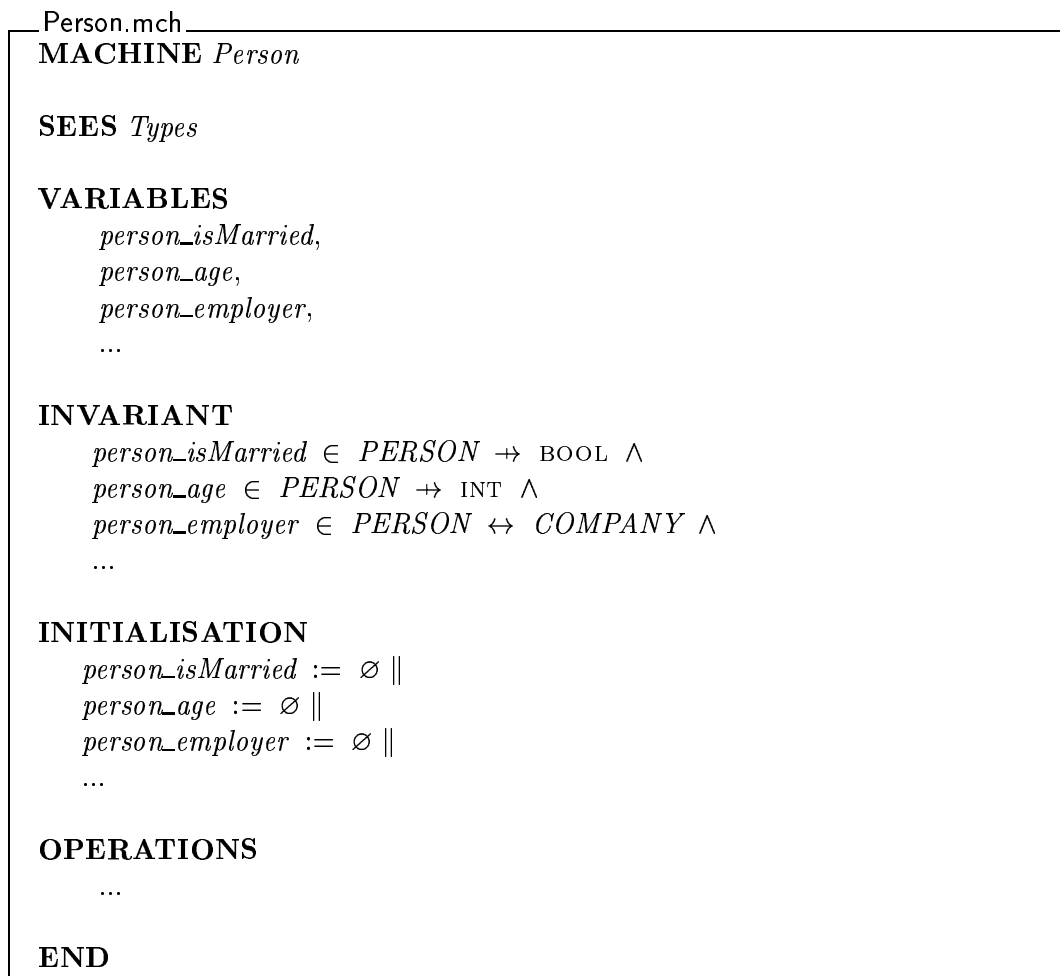 Person.mch
MACHINE Person
SEES Types
VARIABLES
person_isMarried,
person_age,
person_employer,
...
INVARIANT
person_isMarried ∈ PERSON ⇸ BOOL ∧
person_age ∈ PERSON ⇸ INT ∧
person_employer ∈ PERSON ↔ COMPANY ∧
...
INITIALISATION
person_isMarried := ∅ ||
person_age := ∅ ||
person_employer := ∅ ||
...
OPERATIONS
...
END